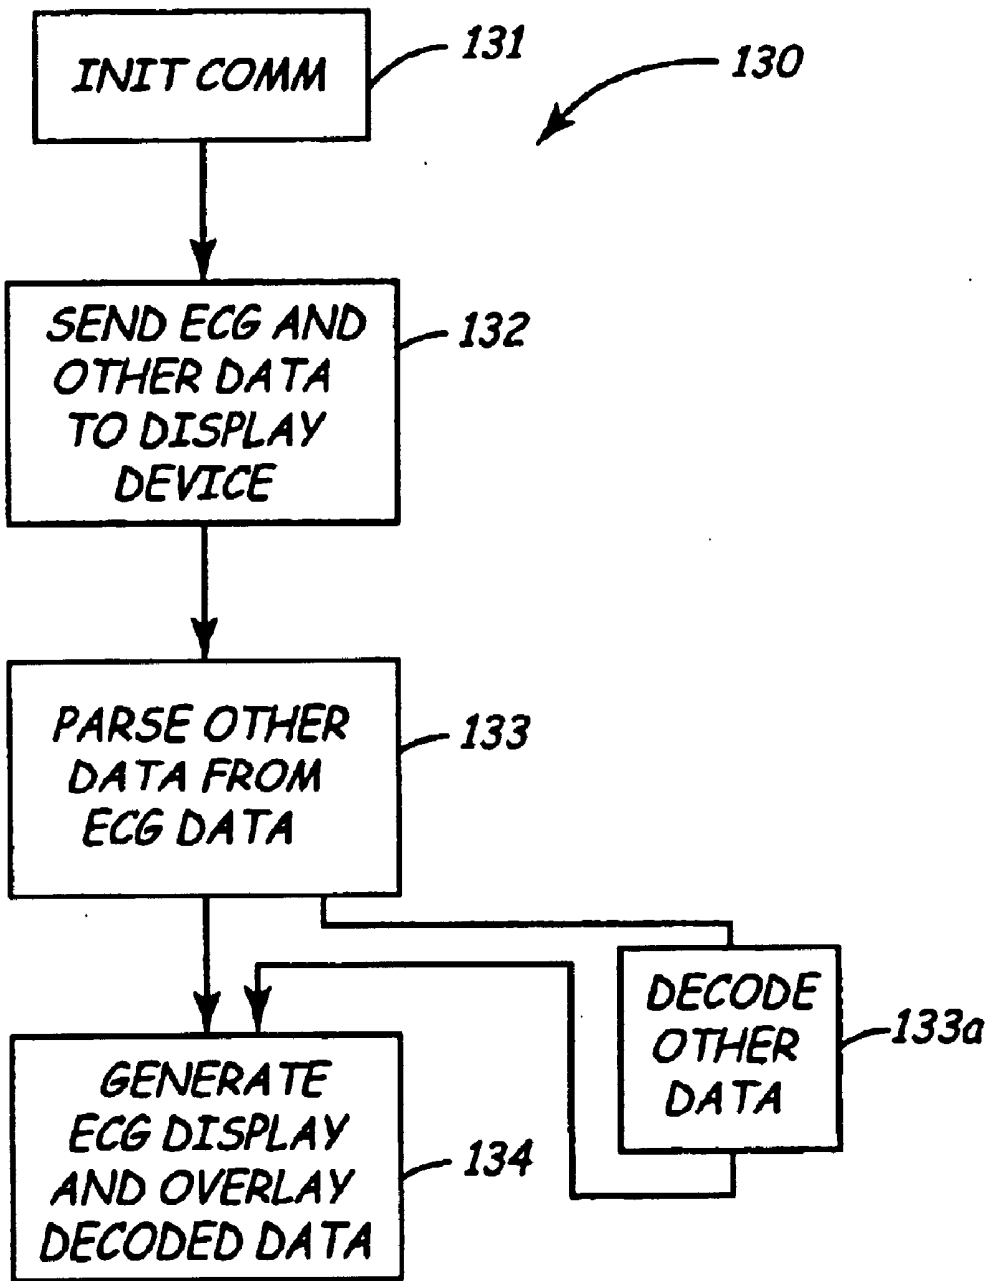 INIT COMM
131
130
SEND ECG AND
OTHER DATA
TO DISPLAY
DEVICE
132
PARSE OTHER
DATA FROM
ECG DATA
133
DECODE
OTHER
DATA
133a
GENERATE
ECG DISPLAY
AND OVERLAY
DECODED DATA
134